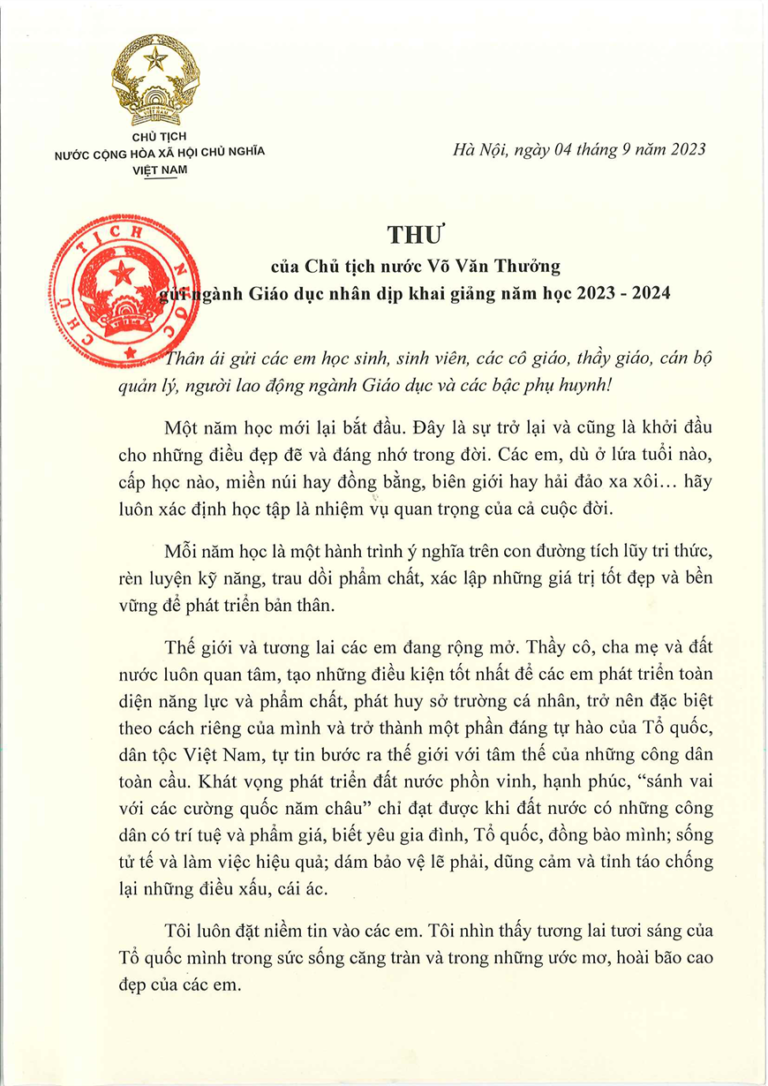 CHỦ TỊCH
NƯỚC CỘNG HÒA XÃ HỘI CHỦ NGHĨA
VIỆT NAM
Hà Nội, ngày 04 tháng 9 năm 2023
CHỦ TỊCH NƯỚC
THƯ
của Chủ tịch nước Võ Văn Thưởng
gửi ngành Giáo dục nhân dịp khai giảng năm học 2023 - 2024
Thân ái gửi các em học sinh, sinh viên, các cô giáo, thầy giáo, cán bộ
quản lý, người lao động ngành Giáo dục và các bậc phụ huynh!
Một năm học mới lại bắt đầu. Đây là sự trở lại và cũng là khởi đầu
cho những điều đẹp đẽ và đáng nhớ trong đời. Các em, dù ở lứa tuổi nào,
cấp học nào, miền núi hay đồng bằng, biên giới hay hải đảo xa xôi… hãy
luôn xác định học tập là nhiệm vụ quan trọng của cả cuộc đời.
Mỗi năm học là một hành trình ý nghĩa trên con đường tích lũy tri thức,
rèn luyện kỹ năng, trau dồi phẩm chất, xác lập những giá trị tốt đẹp và bền
vững để phát triển bản thân.
Thế giới và tương lai các em đang rộng mở. Thầy cô, cha mẹ và đất
nước luôn quan tâm, tạo những điều kiện tốt nhất để các em phát triển toàn
diện năng lực và phẩm chất, phát huy sở trường cá nhân, trở nên đặc biệt
theo cách riêng của mình và trở thành một phần đáng tự hào của Tổ quốc,
dân tộc Việt Nam, tự tin bước ra thế giới với tâm thế của những công dân
toàn cầu. Khát vọng phát triển đất nước phồn vinh, hạnh phúc, “sánh vai
với các cường quốc năm châu” chỉ đạt được khi đất nước có những công
dân có trí tuệ và phẩm giá, biết yêu gia đình, Tổ quốc, đồng bào mình; sống
tử tế và làm việc hiệu quả; dám bảo vệ lẽ phải, dũng cảm và tỉnh táo chống
lại những điều xấu, cái ác.
Tôi luôn đặt niềm tin vào các em. Tôi nhìn thấy tương lai tươi sáng của
Tổ quốc mình trong sức sống căng tràn và trong những ước mơ, hoài bão cao
đẹp của các em.